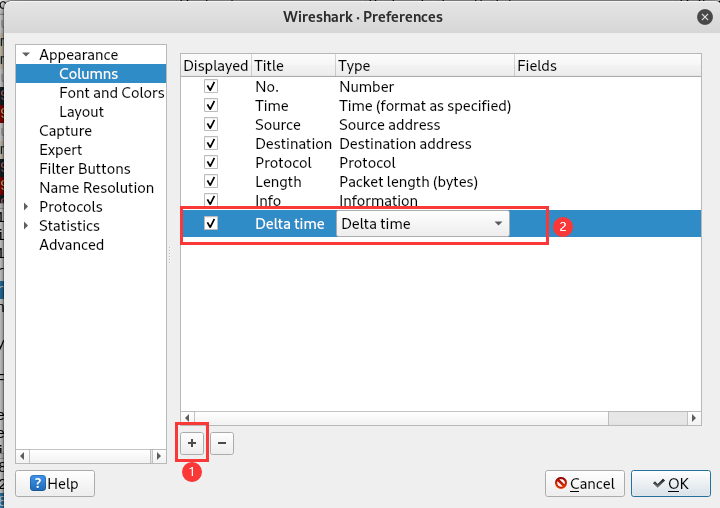 Wireshark · Preferences
Appearance
Columns
Font and Colors
Layout
Capture
Expert
Filter Buttons
Name Resolution
Protocols
Statistics
Advanced
Displayed Title Type Fields
No. Number
Time Time (format as specified)
Source Source address
Destination Destination address
Protocol Protocol
Length Packet length (bytes)
Info Information
Delta time Delta time
2
+ −
1
?Help
Cancel
OK